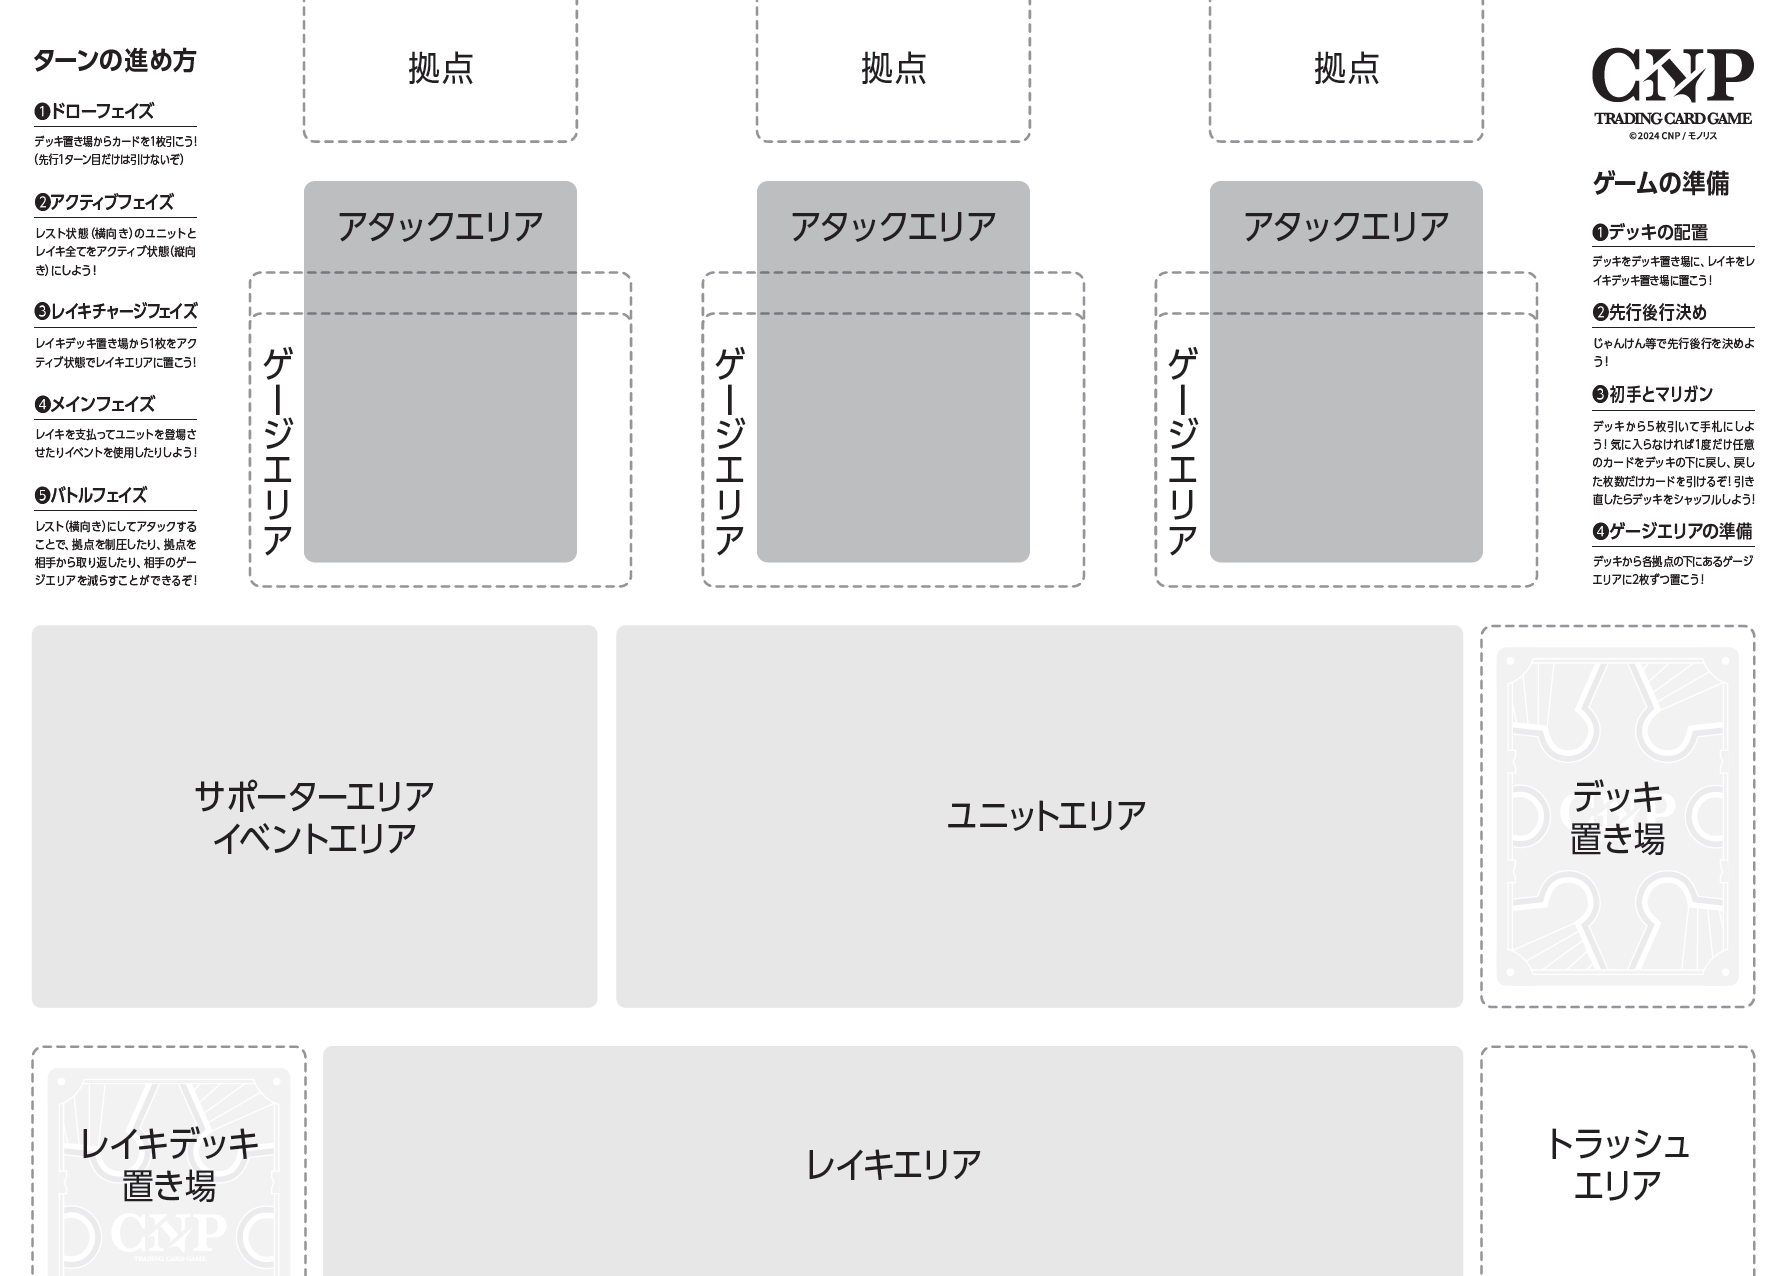 ターンの進め方
❶ドローフェイズ
デッキ置き場からカードを1枚引こう!
(先行1ターン目だけは引けないぞ)
❷アクティブフェイズ
レスト状態(横向き)のユニットと
レイキ全てをアクティブ状態(縦向
き)にしよう!
❸レイキチャージフェイズ
レイキデッキ置き場から1枚をアク
ティブ状態でレイキエリアに置こう!
❹メインフェイズ
レイキを支払ってユニットを登場さ
せたりイベントを使用したりしよう!
❺バトルフェイズ
レスト(横向き)にしてアタックする
ことで、拠点を制圧したり、拠点を
相手から取り返したり、相手のゲー
ジエリアを減らすことができるぞ!
拠点
アタックエリア
ゲージエリア
拠点
アタックエリア
ゲージエリア
拠点
アタックエリア
ゲージエリア
CNP
TRADING CARD GAME
©2024 CNP / モノリス
ゲームの準備
❶デッキの配置
デッキをデッキ置き場に、レイキをレ
イキデッキ置き場に置こう!
❷先行後行決め
じゃんけん等で先行後行を決めよ
う!
❸初手とマリガン
デッキから5枚引いて手札にしよ
う!気に入らなければ1度だけ任意
のカードをデッキの下に戻し、戻し
た枚数だけカードを引けるぞ!引き
直したらデッキをシャッフルしよう!
❹ゲージエリアの準備
デッキから各拠点の下にあるゲージ
エリアに2枚ずつ置こう!
サポーターエリア
イベントエリア
ユニットエリア
CNP
デッキ
置き場
レイキデッキ
置き場
CNP
TRADING CARD GAME
レイキエリア
トラッシュ
エリア